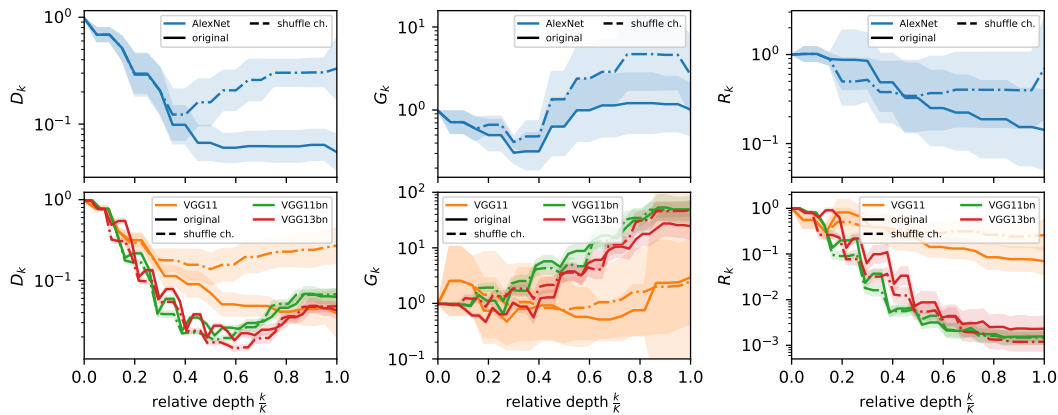 10⁰
10⁻¹
D_k
AlexNet
original
shuffle ch.
10⁰
G_k
AlexNet
original
shuffle ch.
10⁰
10⁻¹
R_k
AlexNet
original
shuffle ch.
10⁰
10⁻¹
D_k
VGG11
original
shuffle ch.
VGG11bn
VGG13bn
0.0 0.2 0.4 0.6 0.8 1.0
relative depth k/K
10²
10¹
10⁰
10⁻¹
G_k
VGG11
original
shuffle ch.
VGG11bn
VGG13bn
0.0 0.2 0.4 0.6 0.8 1.0
relative depth k/K
10⁰
10⁻¹
10⁻²
10⁻³
R_k
VGG11
original
shuffle ch.
VGG11bn
VGG13bn
0.0 0.2 0.4 0.6 0.8 1.0
relative depth k/K